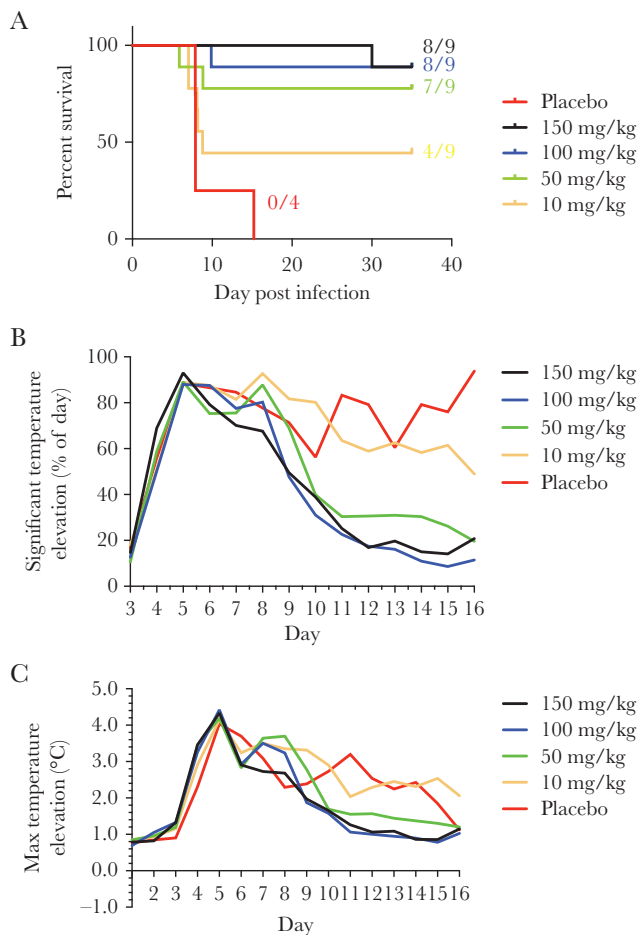 A
100
50
0
Percent survival
8/9
8/9
7/9
4/9
0/4
0 10 20 30 40
Day post infection
Placebo
150 mg/kg
100 mg/kg
50 mg/kg
10 mg/kg
B
100
80
60
40
20
0
Significant temperature
elevation (% of day)
3 4 5 6 7 8 9 10 11 12 13 14 15 16
Day
150 mg/kg
100 mg/kg
50 mg/kg
10 mg/kg
Placebo
C
5.0
4.0
3.0
2.0
1.0
0.0
–1.0
Max temperature
elevation (°C)
2 3 4 5 6 7 8 9 10 11 12 13 14 15 16
Day
150 mg/kg
100 mg/kg
50 mg/kg
10 mg/kg
Placebo